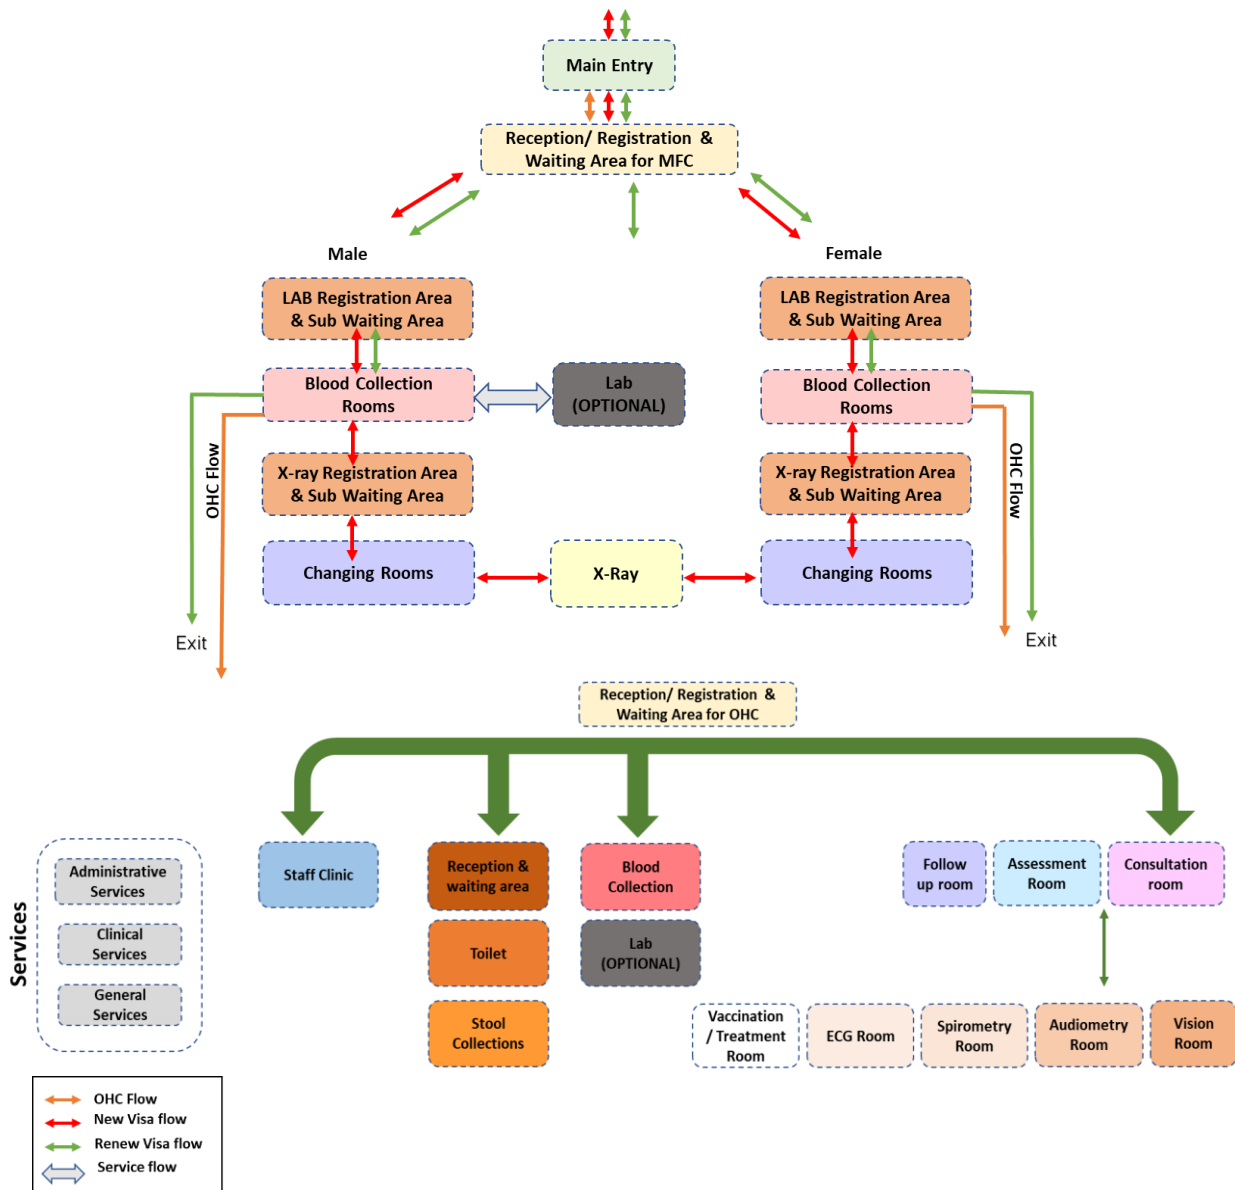 Main Entry
Reception/ Registration &
Waiting Area for MFC
Male
Female
LAB Registration Area
& Sub Waiting Area
LAB Registration Area
& Sub Waiting Area
Blood Collection
Rooms
Lab
(OPTIONAL)
Blood Collection
Rooms
OHC Flow
X-ray Registration Area
& Sub Waiting Area
X-ray Registration Area
& Sub Waiting Area
OHC Flow
Changing Rooms
X-Ray
Changing Rooms
Exit
Exit
Reception/ Registration &
Waiting Area for OHC
Services
Administrative
Services
Clinical
Services
General
Services
Staff Clinic
Reception &
waiting area
Toilet
Stool
Collections
Blood
Collection
Lab
(OPTIONAL)
Follow
up room
Assessment
Room
Consultation
room
Vaccination
/ Treatment
Room
ECG Room
Spirometry
Room
Audiometry
Room
Vision
Room
OHC Flow
New Visa flow
Renew Visa flow
Service flow